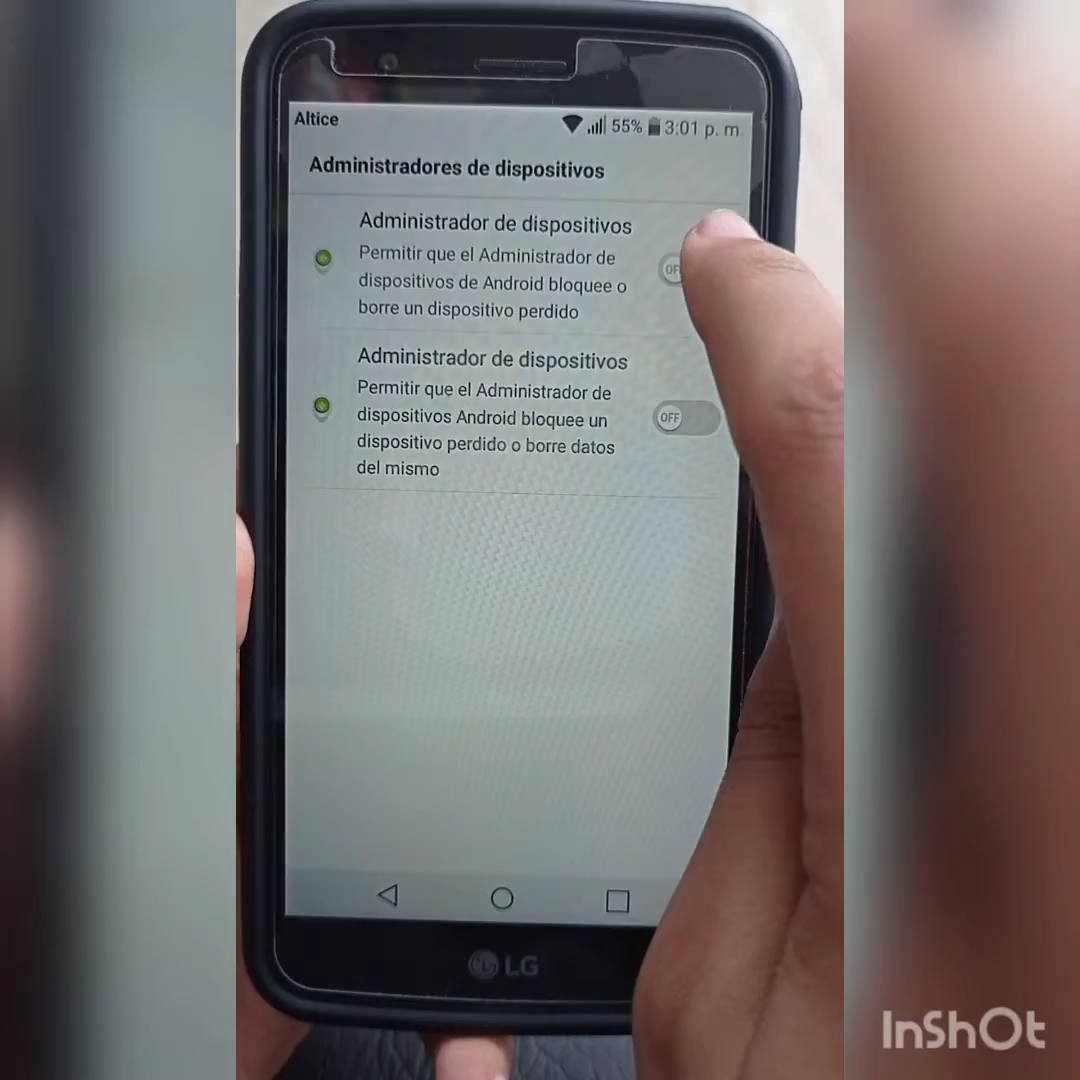 Altice
55% 3:01 p. m
Administradores de dispositivos
Administrador de dispositivos
Permitir que el Administrador de
dispositivos de Android bloquee o
borre un dispositivo perdido
OF
Administrador de dispositivos
Permitir que el Administrador de
dispositivos Android bloquee un
dispositivo perdido o borre datos
del mismo
OFF
LG
InShOt